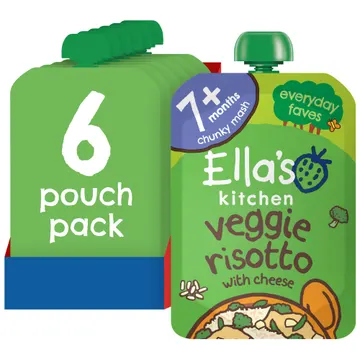 6
pouch
pack
everyday
faves
7+
months
chunky mash
Ella's
kitchen
veggie
risotto
with cheese